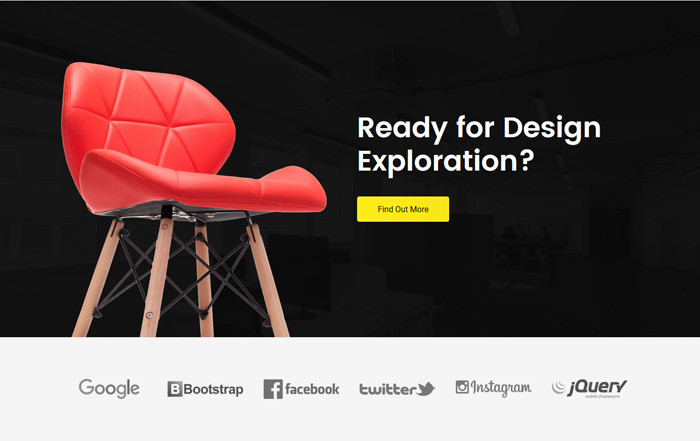 Ready for Design
Exploration?
Find Out More
Google
B Bootstrap
facebook
twitter
Instagram
jQuery
mobile framework.